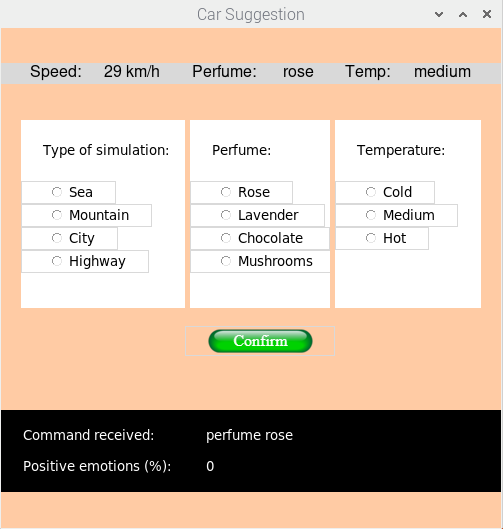 Car Suggestion
Speed: 29 km/h Perfume: rose Temp: medium
Type of simulation:
Sea
Mountain
City
Highway
Perfume:
Rose
Lavender
Chocolate
Mushrooms
Temperature:
Cold
Medium
Hot
Confirm
Command received: perfume rose
Positive emotions (%): 0